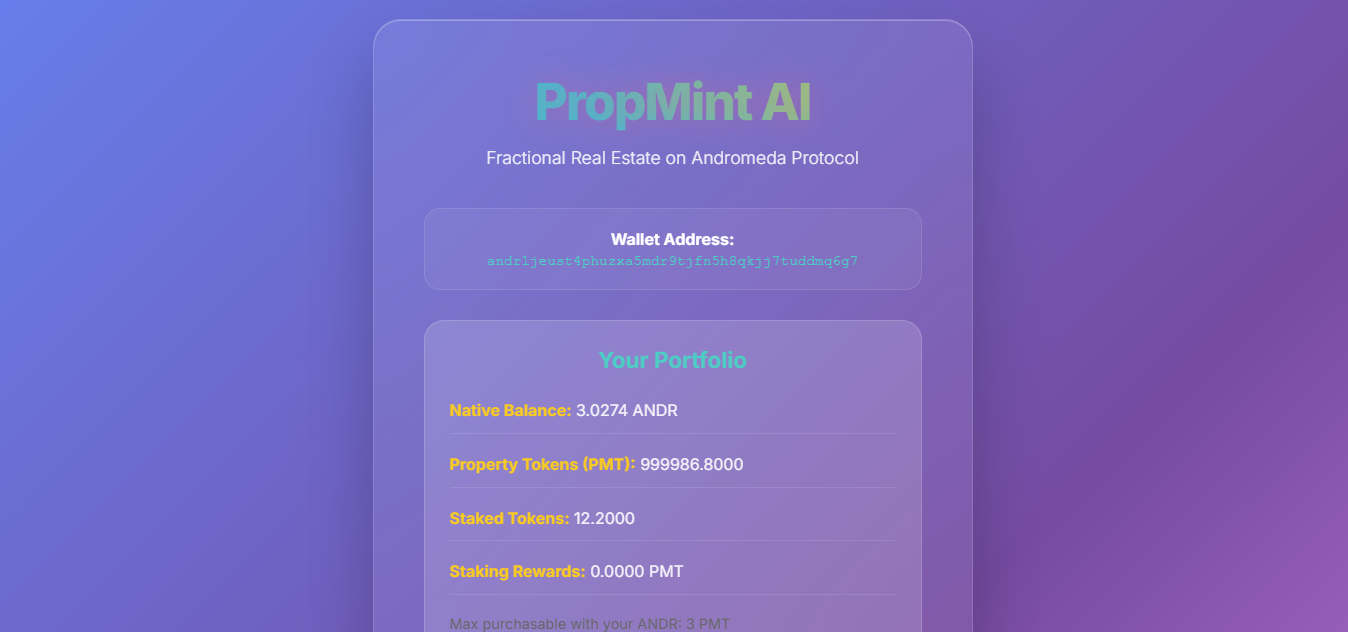 PropMint AI
Fractional Real Estate on Andromeda Protocol
Wallet Address:
andr1jeust4phuzxa5mdr9tjfn5h8qkjj7tuddmq6g7
Your Portfolio
Native Balance: 3.0274 ANDR
Property Tokens (PMT): 999986.8000
Staked Tokens: 12.2000
Staking Rewards: 0.0000 PMT
Max purchasable with your ANDR: 3 PMT